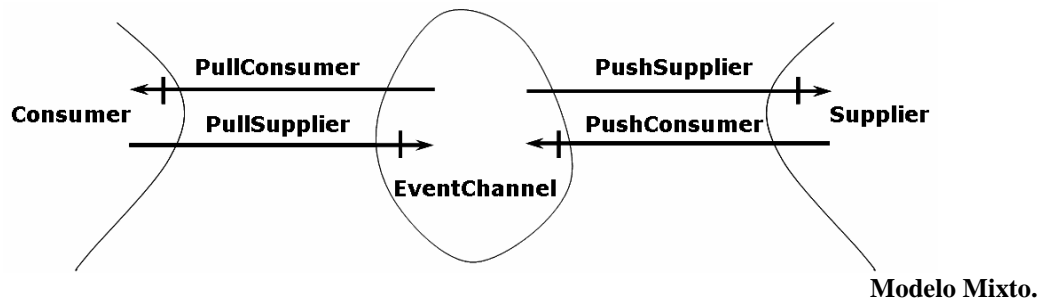 PullConsumer
PushSupplier
Consumer
Supplier
PullSupplier
PushConsumer
EventChannel
Modelo Mixto.